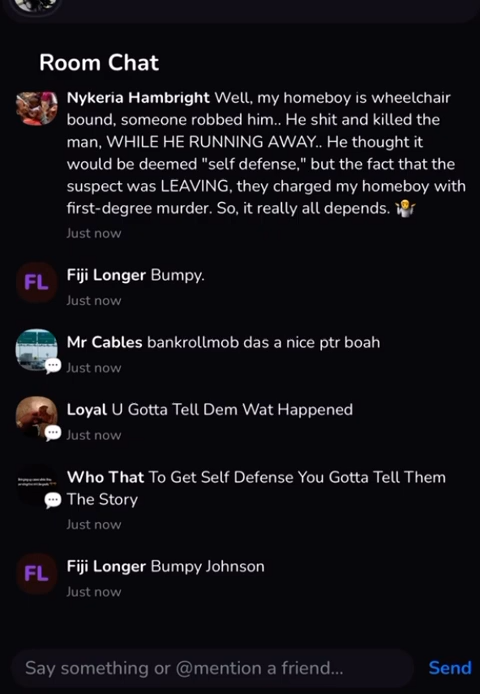 Room Chat
Nykeria Hambright Well, my homeboy is wheelchair
bound, someone robbed him.. He shit and killed the
man, WHILE HE RUNNING AWAY.. He thought it
would be deemed "self defense," but the fact that the
suspect was LEAVING, they charged my homeboy with
first-degree murder. So, it really all depends. 🤷
Just now
FL
Fiji Longer Bumpy.
Just now
Mr Cables bankrollmob das a nice ptr boah
Just now
Loyal U Gotta Tell Dem Wat Happened
Just now
Who That To Get Self Defense You Gotta Tell Them
The Story
Just now
FL
Fiji Longer Bumpy Johnson
Just now
Say something or @mention a friend...
Send